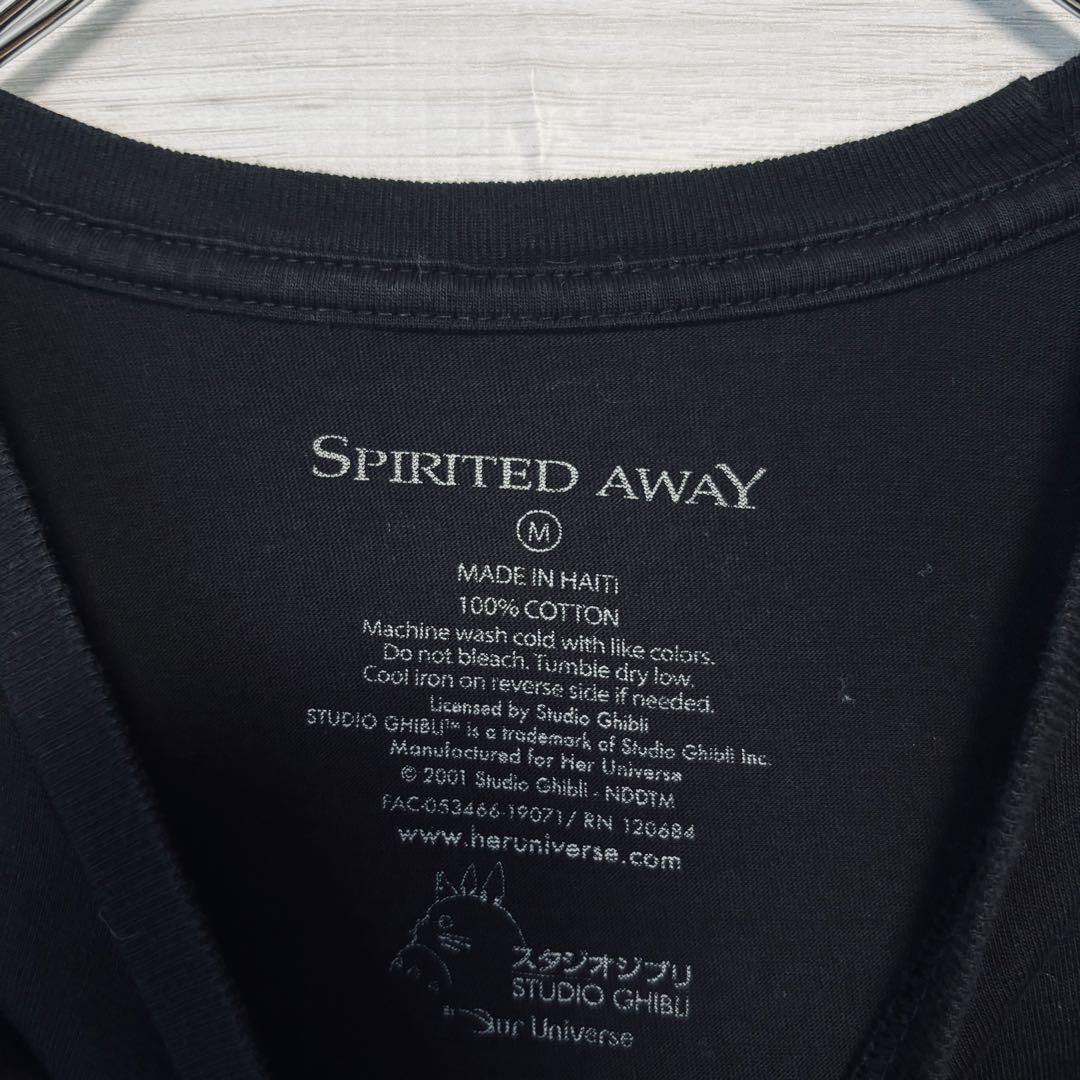 SPIRITED AWAY
M
MADE IN HAITI
100% COTTON
Machine wash cold with like colors.
Do not bleach. Tumble dry low.
Cool iron on reverse side if needed.
Licensed by Studio Ghibli
STUDIO GHIBLI™ is a trademark of Studio Ghibli Inc.
Manufactured for Her Universe
© 2001 Studio Ghibli - NDDTM
FAC-053466-19071/ RN 120684
www.heruniverse.com
スタジオジブリ
STUDIO GHIBLI
Her Universe